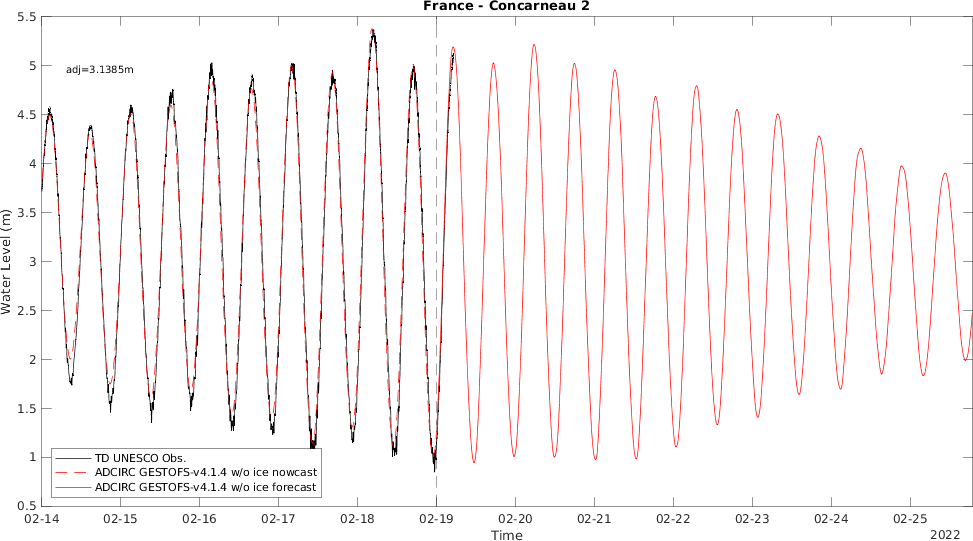 France - Concarneau 2
5.5
5
4.5
4
3.5
3
2.5
2
1.5
1
0.5
Water Level (m)
adj=3.1385m
TD UNESCO Obs.
ADCIRC GESTOFS-v4.1.4 w/o ice nowcast
ADCIRC GESTOFS-v4.1.4 w/o ice forecast
02-14 02-15 02-16 02-17 02-18 02-19 02-20 02-21 02-22 02-23 02-24 02-25
Time
2022